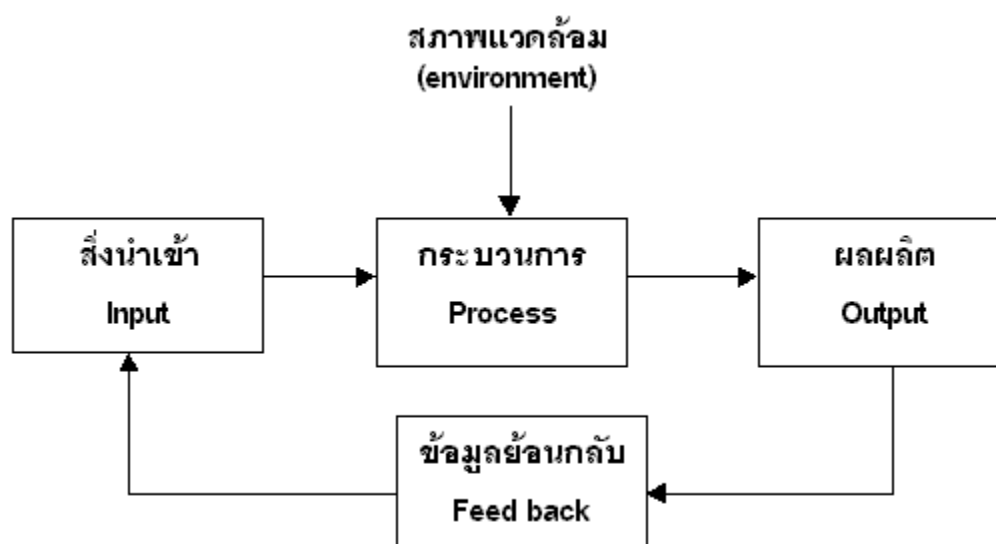 สภาพแวดล้อม
(environment)
สิ่งนำเข้า
Input
กระบวนการ
Process
ผลผลิต
Output
ข้อมูลย้อนกลับ
Feed back